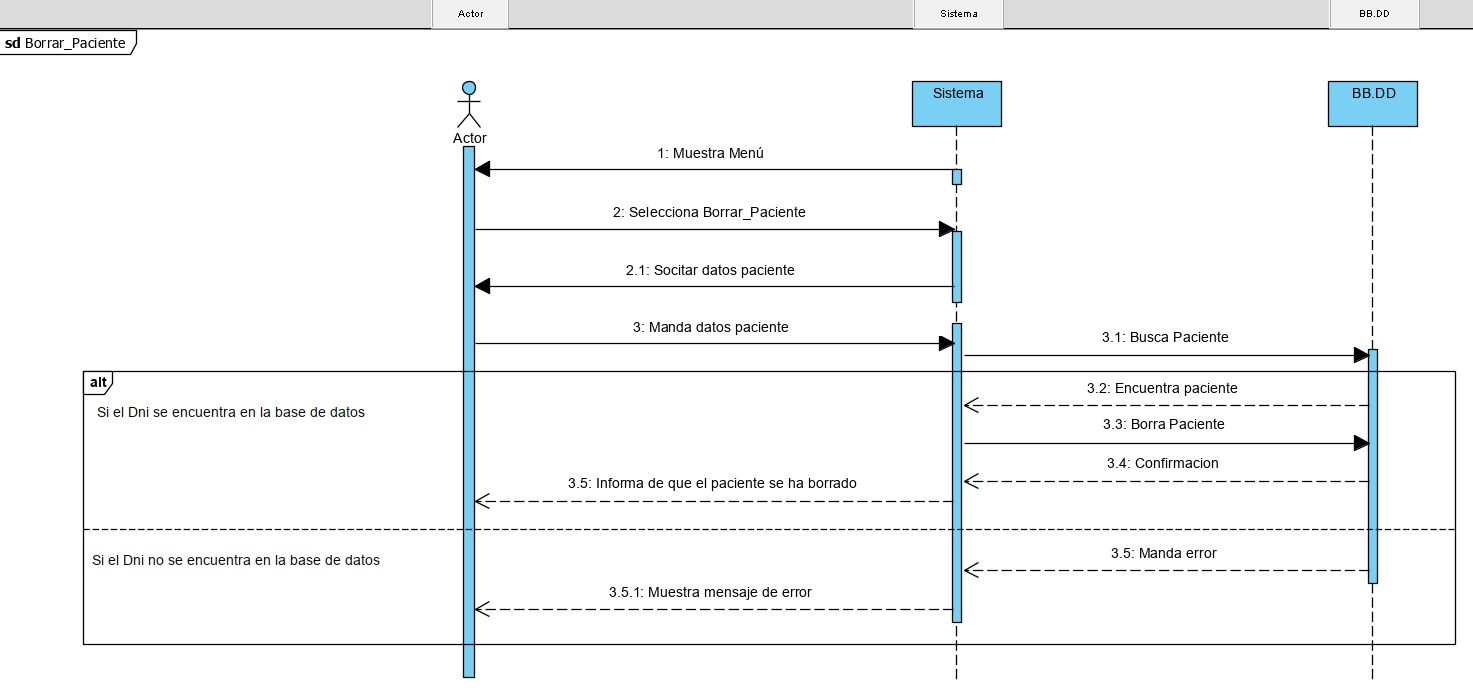 Actor
Sistema
BB.DD
sd Borrar_Paciente
Sistema
BB.DD
Actor
1: Muestra Menú
2: Selecciona Borrar_Paciente
2.1: Socitar datos paciente
3: Manda datos paciente
3.1: Busca Paciente
alt
3.2: Encuentra paciente
Si el Dni se encuentra en la base de datos
3.3: Borra Paciente
3.4: Confirmacion
3.5: Informa de que el paciente se ha borrado
3.5: Manda error
Si el Dni no se encuentra en la base de datos
3.5.1: Muestra mensaje de error